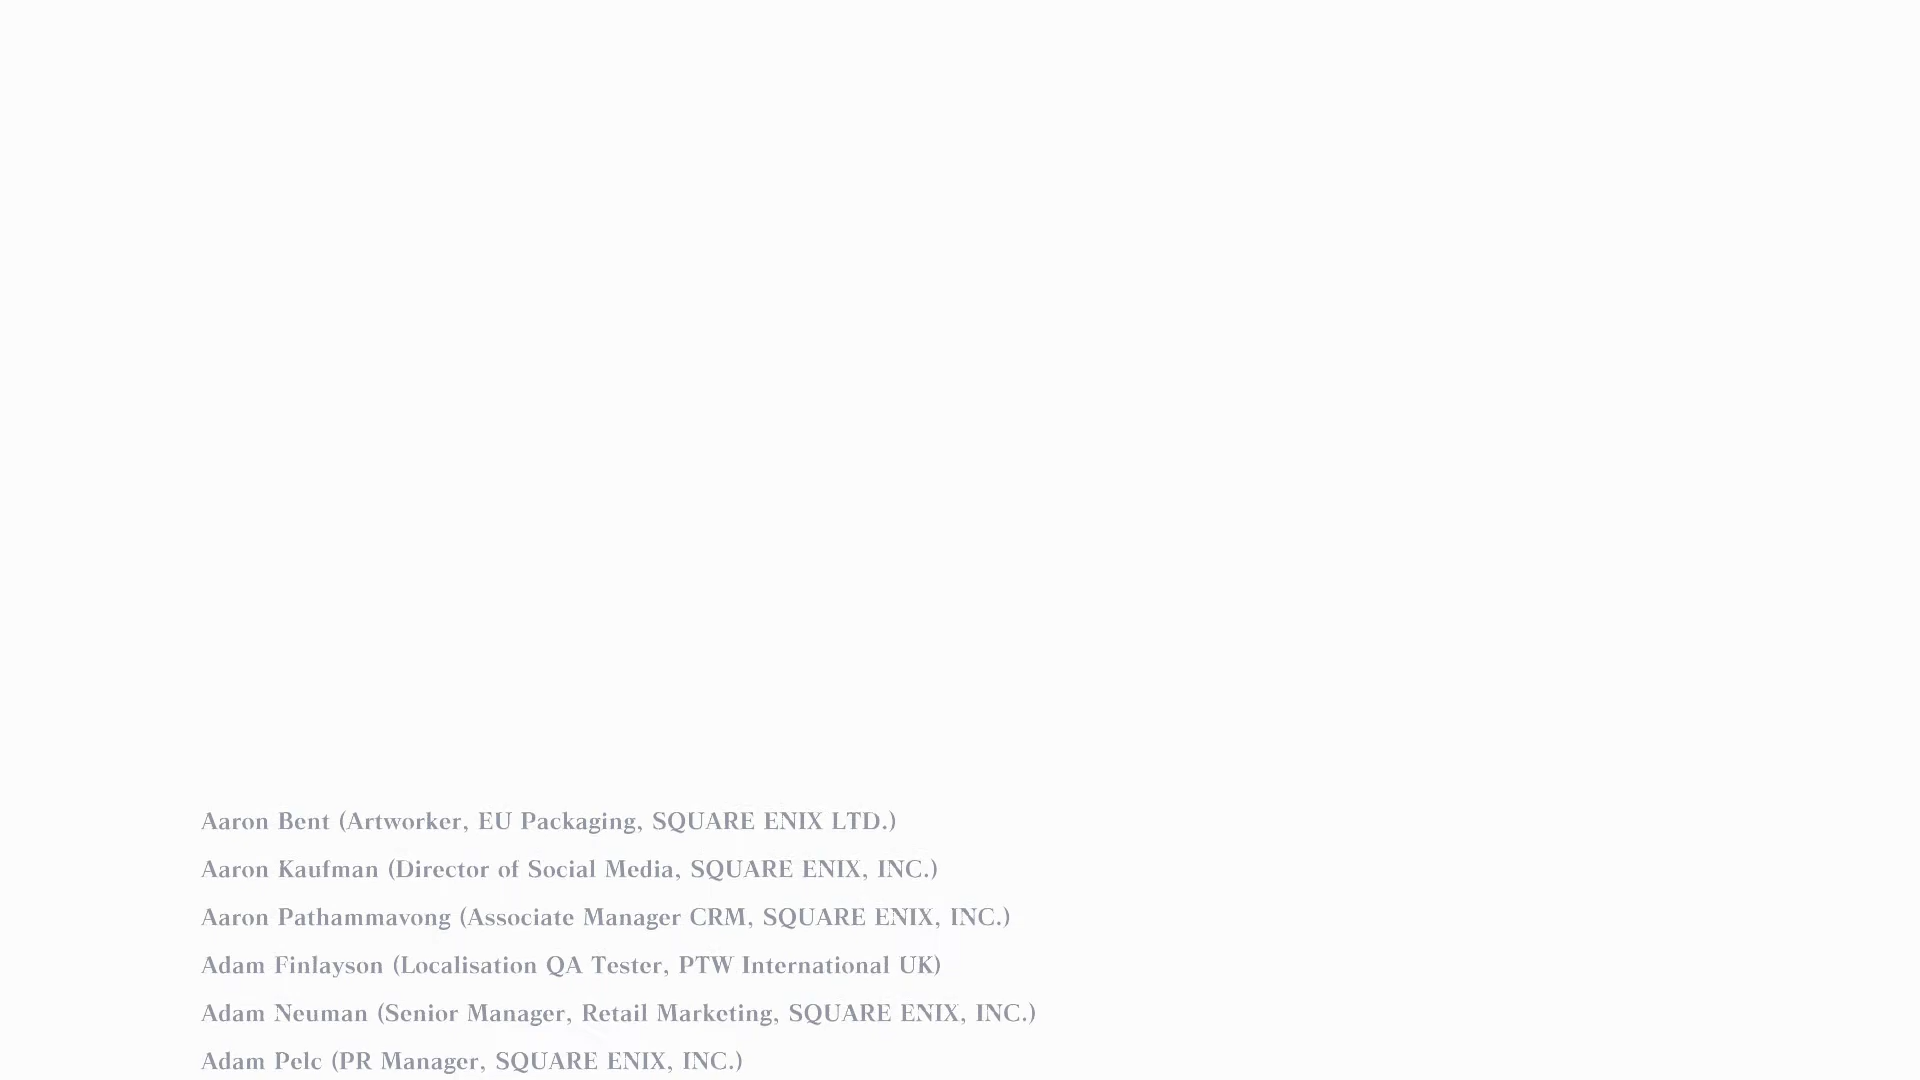 Aaron Bent (Artworker, EU Packaging, SQUARE ENIX LTD.)
Aaron Kaufman (Director of Social Media, SQUARE ENIX, INC.)
Aaron Pathammavong (Associate Manager CRM, SQUARE ENIX, INC.)
Adam Finlayson (Localisation QA Tester, PTW International UK)
Adam Neuman (Senior Manager, Retail Marketing, SQUARE ENIX, INC.)
Adam Pelc (PR Manager, SQUARE ENIX, INC.)